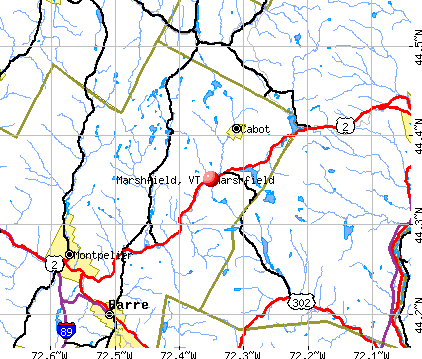 44.5°N
Cabot
2
44.4°N
Marshfield, VT
Marshfield
44.3°N
Montpelier
2
302
Barre
89
44.2°N
72.6°W
72.5°W
72.4°W
72.3°W
72.2°W
72.1°W